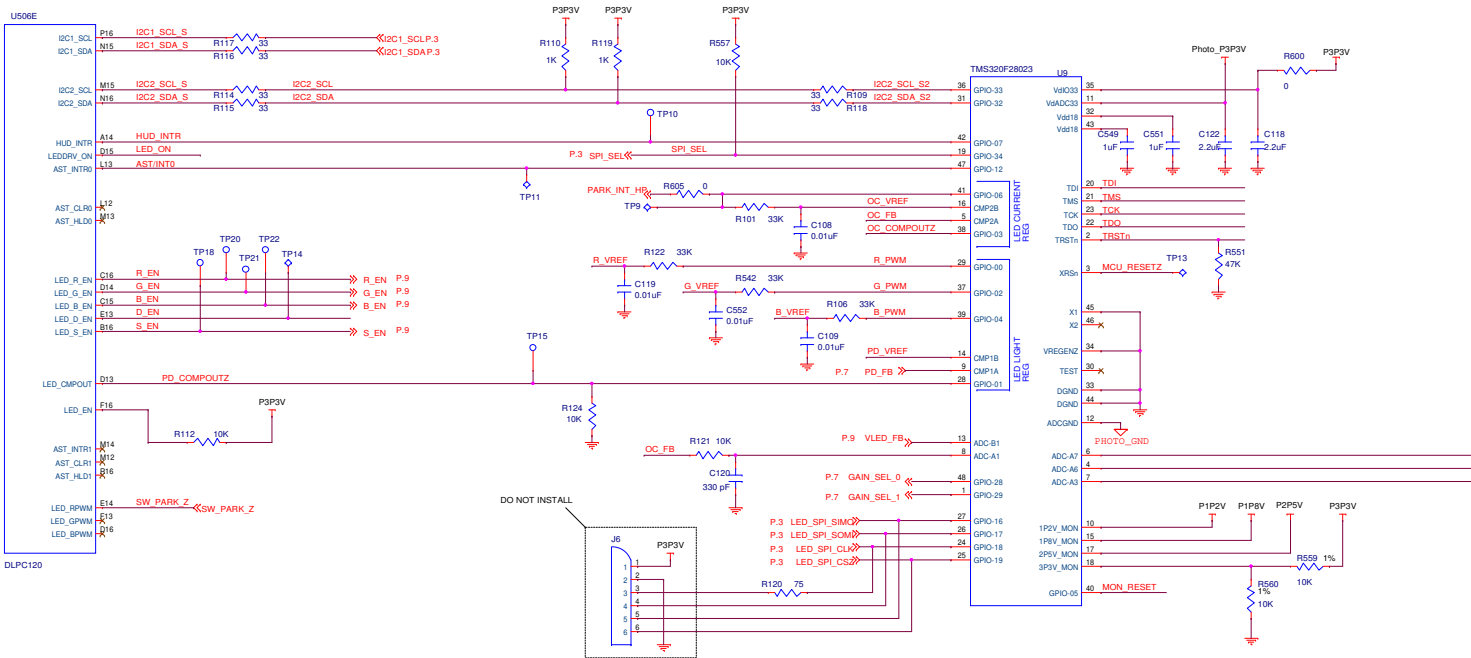 U506E
I2C1_SCL P16 I2C1_SCL_S R117 33 I2C1_SCL P.3
I2C1_SDA N15 I2C1_SDA_S R116 33 I2C1_SDA P.3
I2C2_SCL M15 I2C2_SCL_S R114 33 I2C2_SCL
I2C2_SDA N16 I2C2_SDA_S R115 33 I2C2_SDA
HUD_INTR A14 HUD_INTR
LEDDRV_ON D15 LED_ON
AST_INTR0 L13 AST/INT0
AST_CLR0 L12
AST_HLD0 M13
TP18 TP20 TP21 TP22 TP14
LED_R_EN C16 R_EN R_EN P.9
LED_G_EN D14 G_EN G_EN P.9
LED_B_EN C15 B_EN B_EN P.9
LED_D_EN E13 D_EN
LED_S_EN B16 S_EN S_EN P.9
LED_CMPOUT D13 PD_COMPOUTZ
LED_EN F16
R112 10K P3P3V
AST_INTR1 M14
AST_CLR1 M12
AST_HLD1 B16
LED_RPWM E14 SW_PARK_Z SW_PARK_Z
LED_GPWM F13
LED_BPWM D16
DLPC120
P3P3V P3P3V P3P3V
R110 1K
R119 1K
R557 10K
33 R109 I2C2_SCL_S2
33 R118 I2C2_SDA_S2
TP10
P.3 SPI_SEL SPI_SEL
TP11
PARK_INT_HP R605 0
TP9 OC_VREF
R101 33K
C108 0.01uF
OC_FB
OC_COMPOUTZ
R_VREF R122 33K R_PWM
C119 0.01uF
G_VREF R542 33K G_PWM
C552 0.01uF
B_VREF R106 33K B_PWM
C109 0.01uF
PD_VREF
P.7 PD_FB
TP15
R124 10K
P.9 VLED_FB
OC_FB R121 10K
C120 330 pF
P.7 GAIN_SEL_0
P.7 GAIN_SEL_1
P.3 LED_SPI_SIMO
P.3 LED_SPI_SOMI
P.3 LED_SPI_CLK
P.3 LED_SPI_CSZ
DO NOT INSTALL
J6 P3P3V
1 1
2 2
3 3
4 4
5 5
6 6
R120 75
TMS320F28023 U9
36 GPIO-33
31 GPIO-32
42 GPIO-07
19 GPIO-34
47 GPIO-12
41 GPIO-06
16 CMP2B
5 CMP2A
38 GPIO-03
LED CURRENT REG
29 GPIO-00
37 GPIO-02
39 GPIO-04
14 CMP1B
9 CMP1A
28 GPIO-01
LED LIGHT REG
13 ADC-B1
8 ADC-A1
48 GPIO-28
1 GPIO-29
27 GPIO-16
26 GPIO-17
24 GPIO-18
25 GPIO-19
Photo_P3P3V R600 0 P3P3V
VdIO33 35
VdADC33 11
Vdd18 32
Vdd18 43
C549 1uF
C551 1uF
C122 2.2uF
C118 2.2uF
TDI 20 TDI
TMS 21 TMS
TCK 23 TCK
TDO 22 TDO
TRSTn 2 TRSTn
R551 47K
XRSn 3 MCU_RESETZ TP13
X1 45
X2 46
VREGENZ 34
TEST 30
DGND 33
DGND 44
ADCGND 12
PHOTO_GND
ADC-A7 6
ADC-A6 4
ADC-A3 7
P1P2V P1P8V P2P5V P3P3V
1P2V_MON 10
1P8V_MON 15
2P5V_MON 17
3P3V_MON 18
R559 1% 10K
R560 1% 10K
GPIO-05 40 MON_RESET